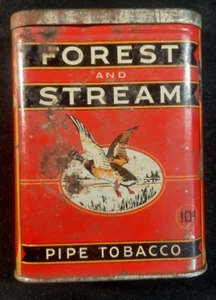 FOREST
AND
STREAM
10¢
PIPE TOBACCO